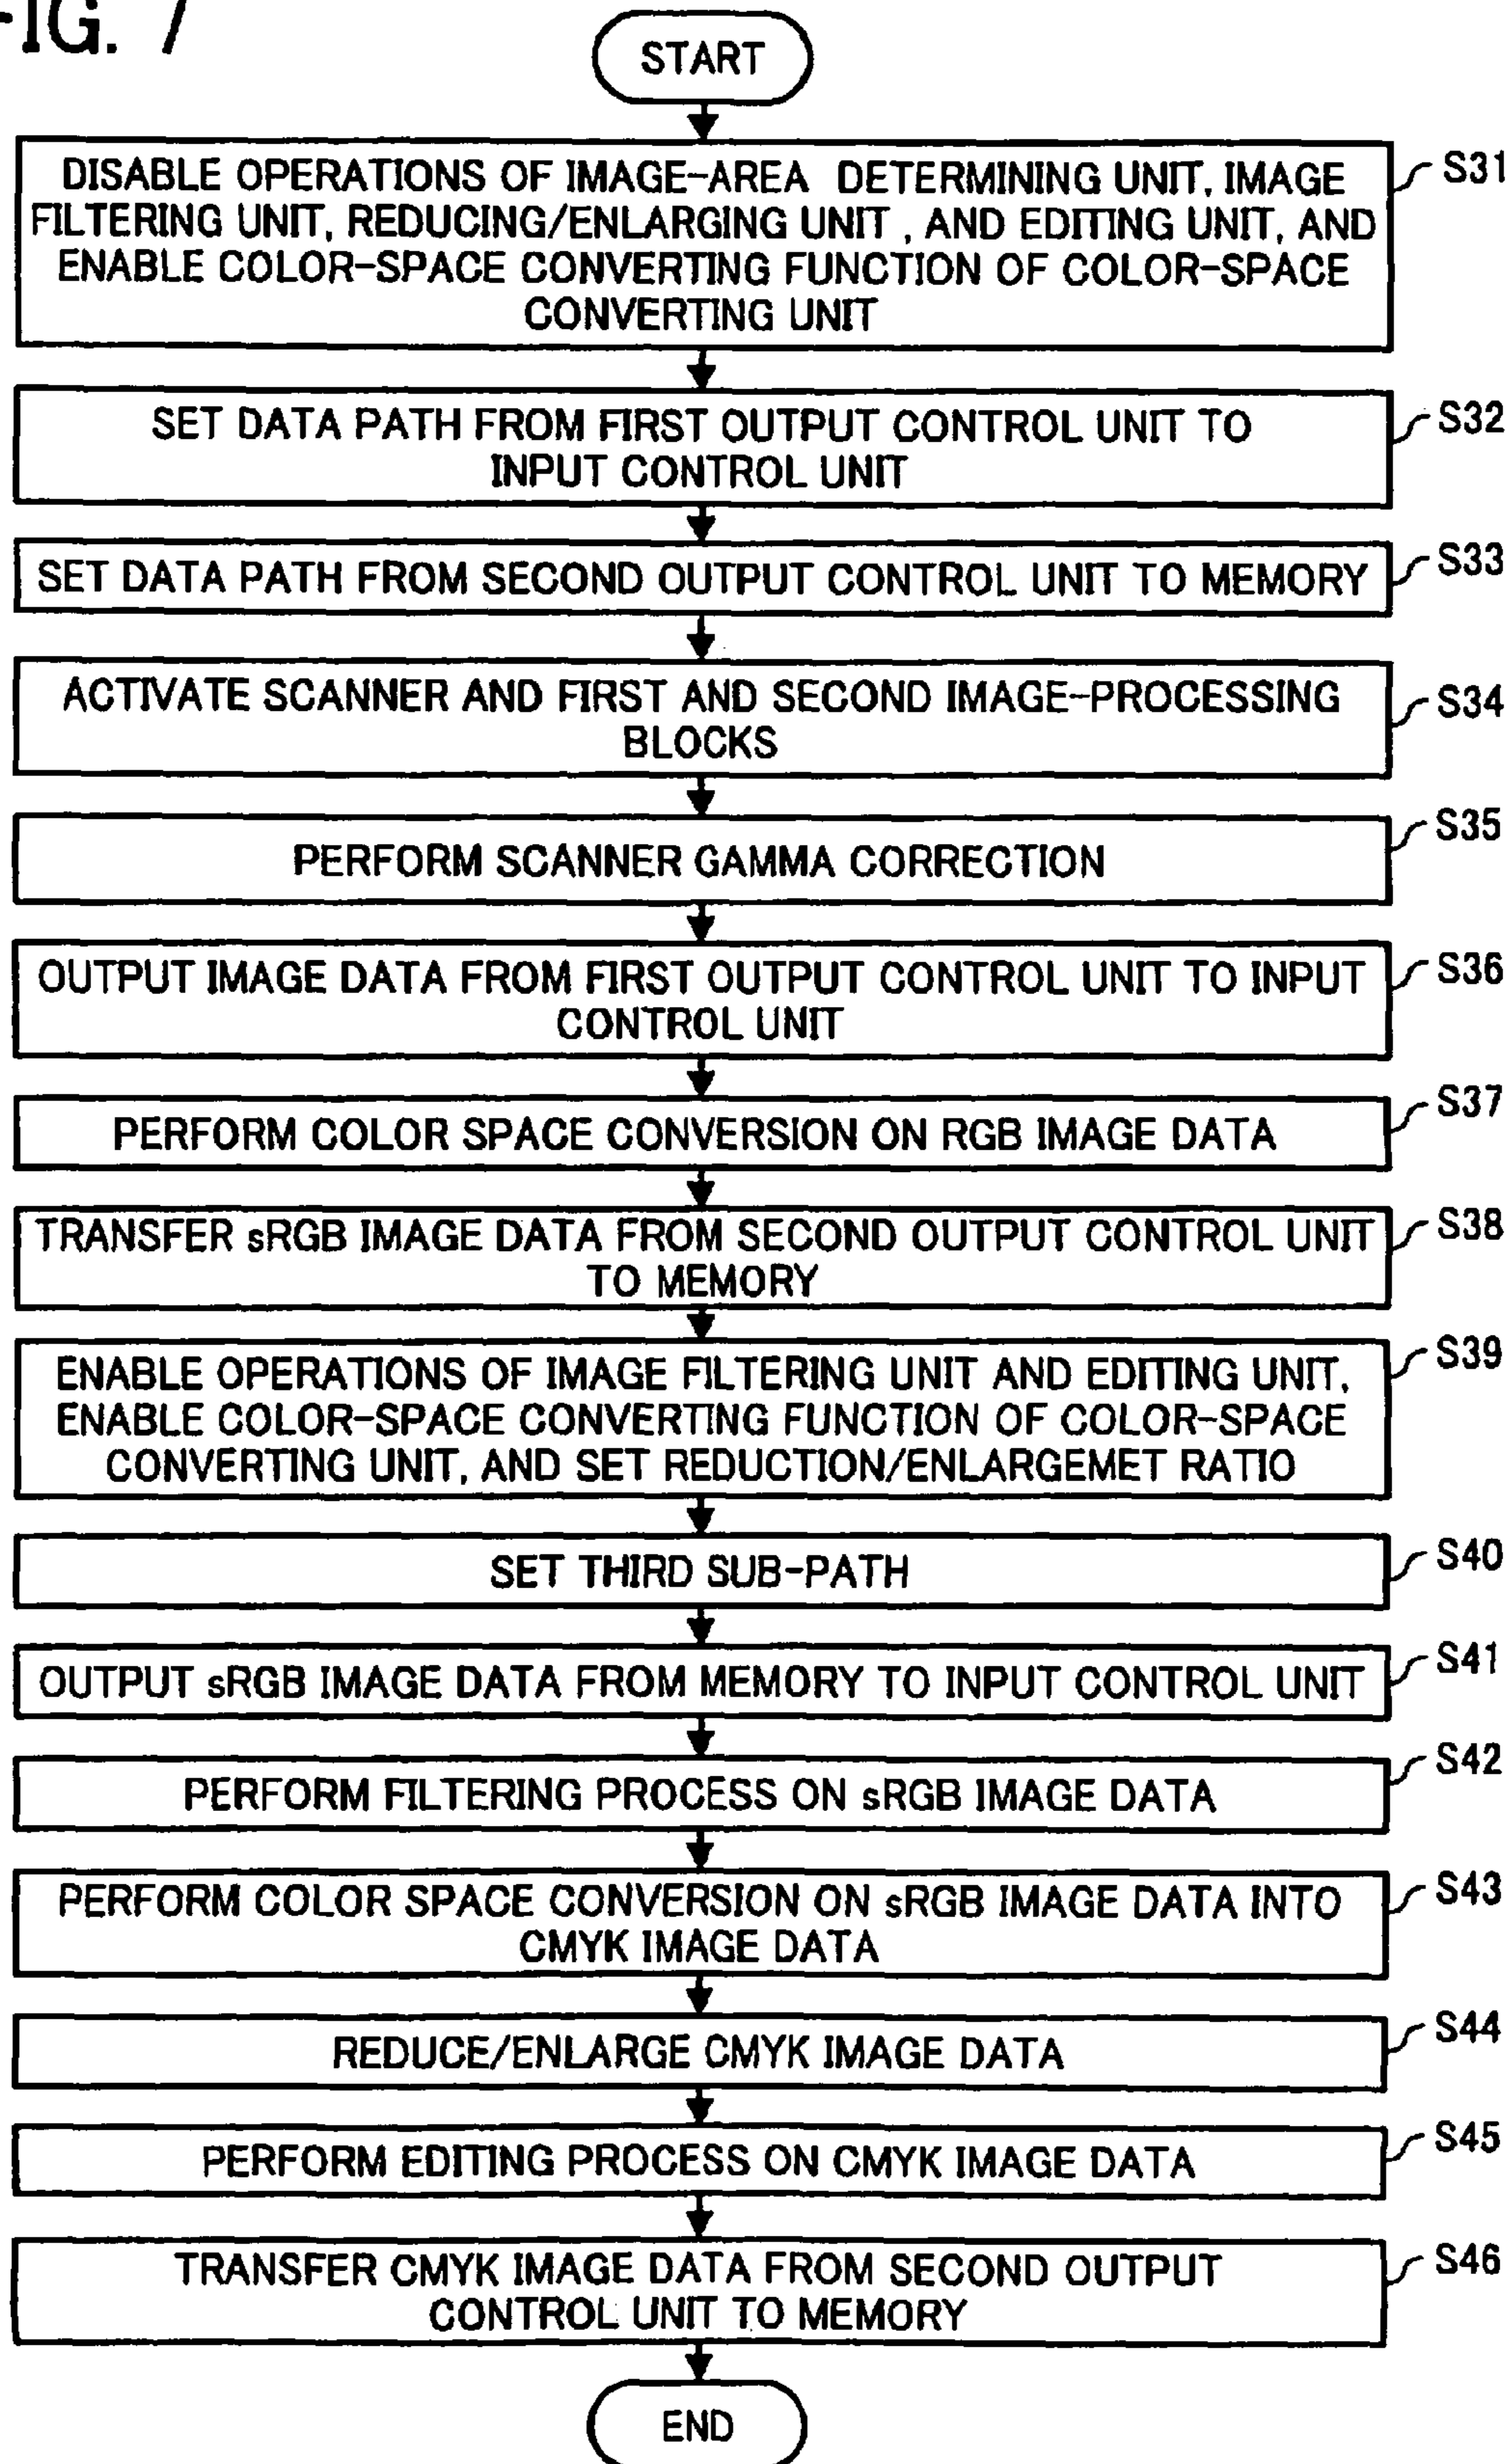 FIG. 7
START
DISABLE OPERATIONS OF IMAGE-AREA DETERMINING UNIT, IMAGE
FILTERING UNIT, REDUCING/ENLARGING UNIT , AND EDITING UNIT, AND
ENABLE COLOR-SPACE CONVERTING FUNCTION OF COLOR-SPACE
CONVERTING UNIT
S31
SET DATA PATH FROM FIRST OUTPUT CONTROL UNIT TO
INPUT CONTROL UNIT
S32
SET DATA PATH FROM SECOND OUTPUT CONTROL UNIT TO MEMORY
S33
ACTIVATE SCANNER AND FIRST AND SECOND IMAGE-PROCESSING
BLOCKS
S34
PERFORM SCANNER GAMMA CORRECTION
S35
OUTPUT IMAGE DATA FROM FIRST OUTPUT CONTROL UNIT TO INPUT
CONTROL UNIT
S36
PERFORM COLOR SPACE CONVERSION ON RGB IMAGE DATA
S37
TRANSFER sRGB IMAGE DATA FROM SECOND OUTPUT CONTROL UNIT
TO MEMORY
S38
ENABLE OPERATIONS OF IMAGE FILTERING UNIT AND EDITING UNIT,
ENABLE COLOR-SPACE CONVERTING FUNCTION OF COLOR-SPACE
CONVERTING UNIT, AND SET REDUCTION/ENLARGEMET RATIO
S39
SET THIRD SUB-PATH
S40
OUTPUT sRGB IMAGE DATA FROM MEMORY TO INPUT CONTROL UNIT
S41
PERFORM FILTERING PROCESS ON sRGB IMAGE DATA
S42
PERFORM COLOR SPACE CONVERSION ON sRGB IMAGE DATA INTO
CMYK IMAGE DATA
S43
REDUCE/ENLARGE CMYK IMAGE DATA
S44
PERFORM EDITING PROCESS ON CMYK IMAGE DATA
S45
TRANSFER CMYK IMAGE DATA FROM SECOND OUTPUT
CONTROL UNIT TO MEMORY
S46
END